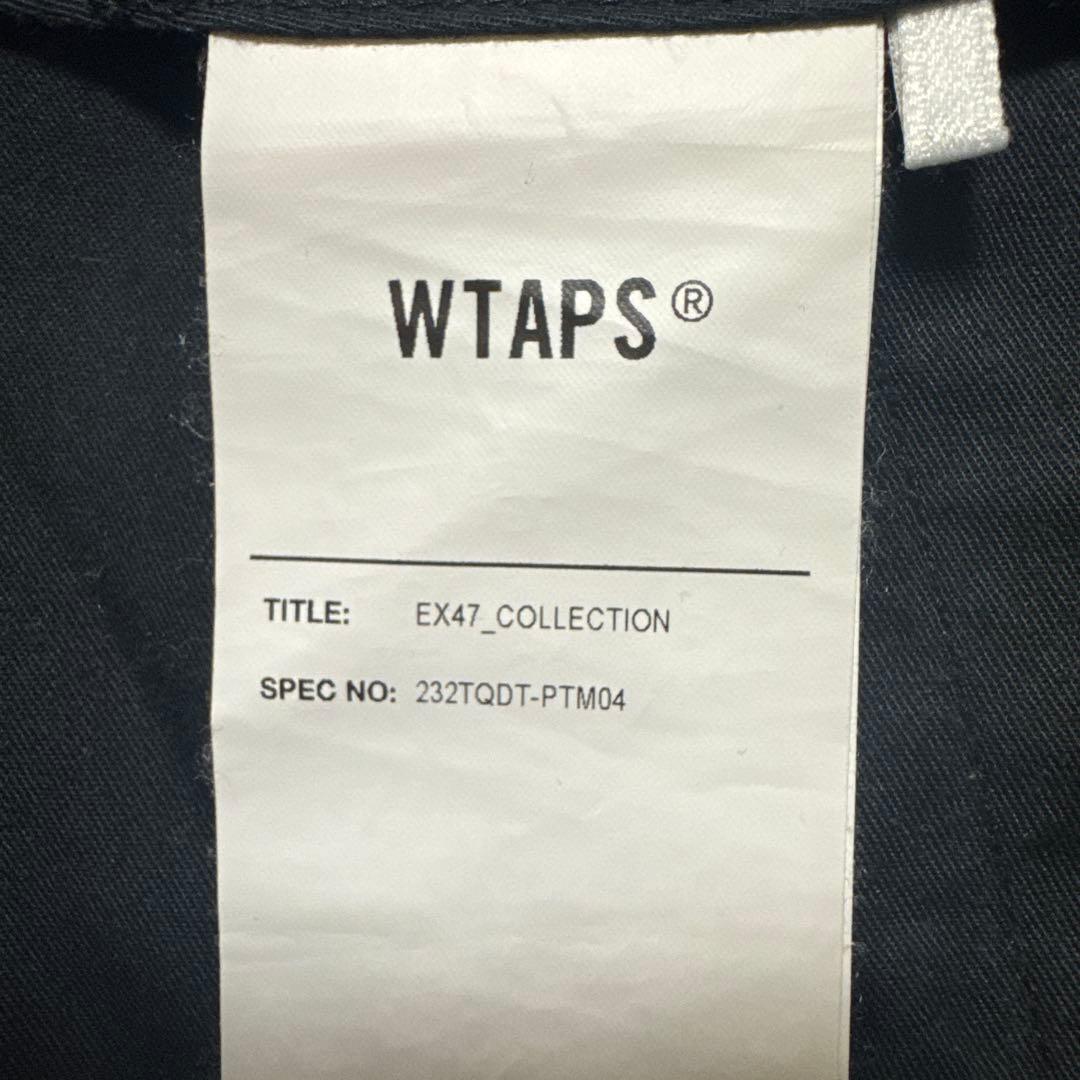 WTAPS®
TITLE: EX47_COLLECTION
SPEC NO: 232TQDT-PTM04